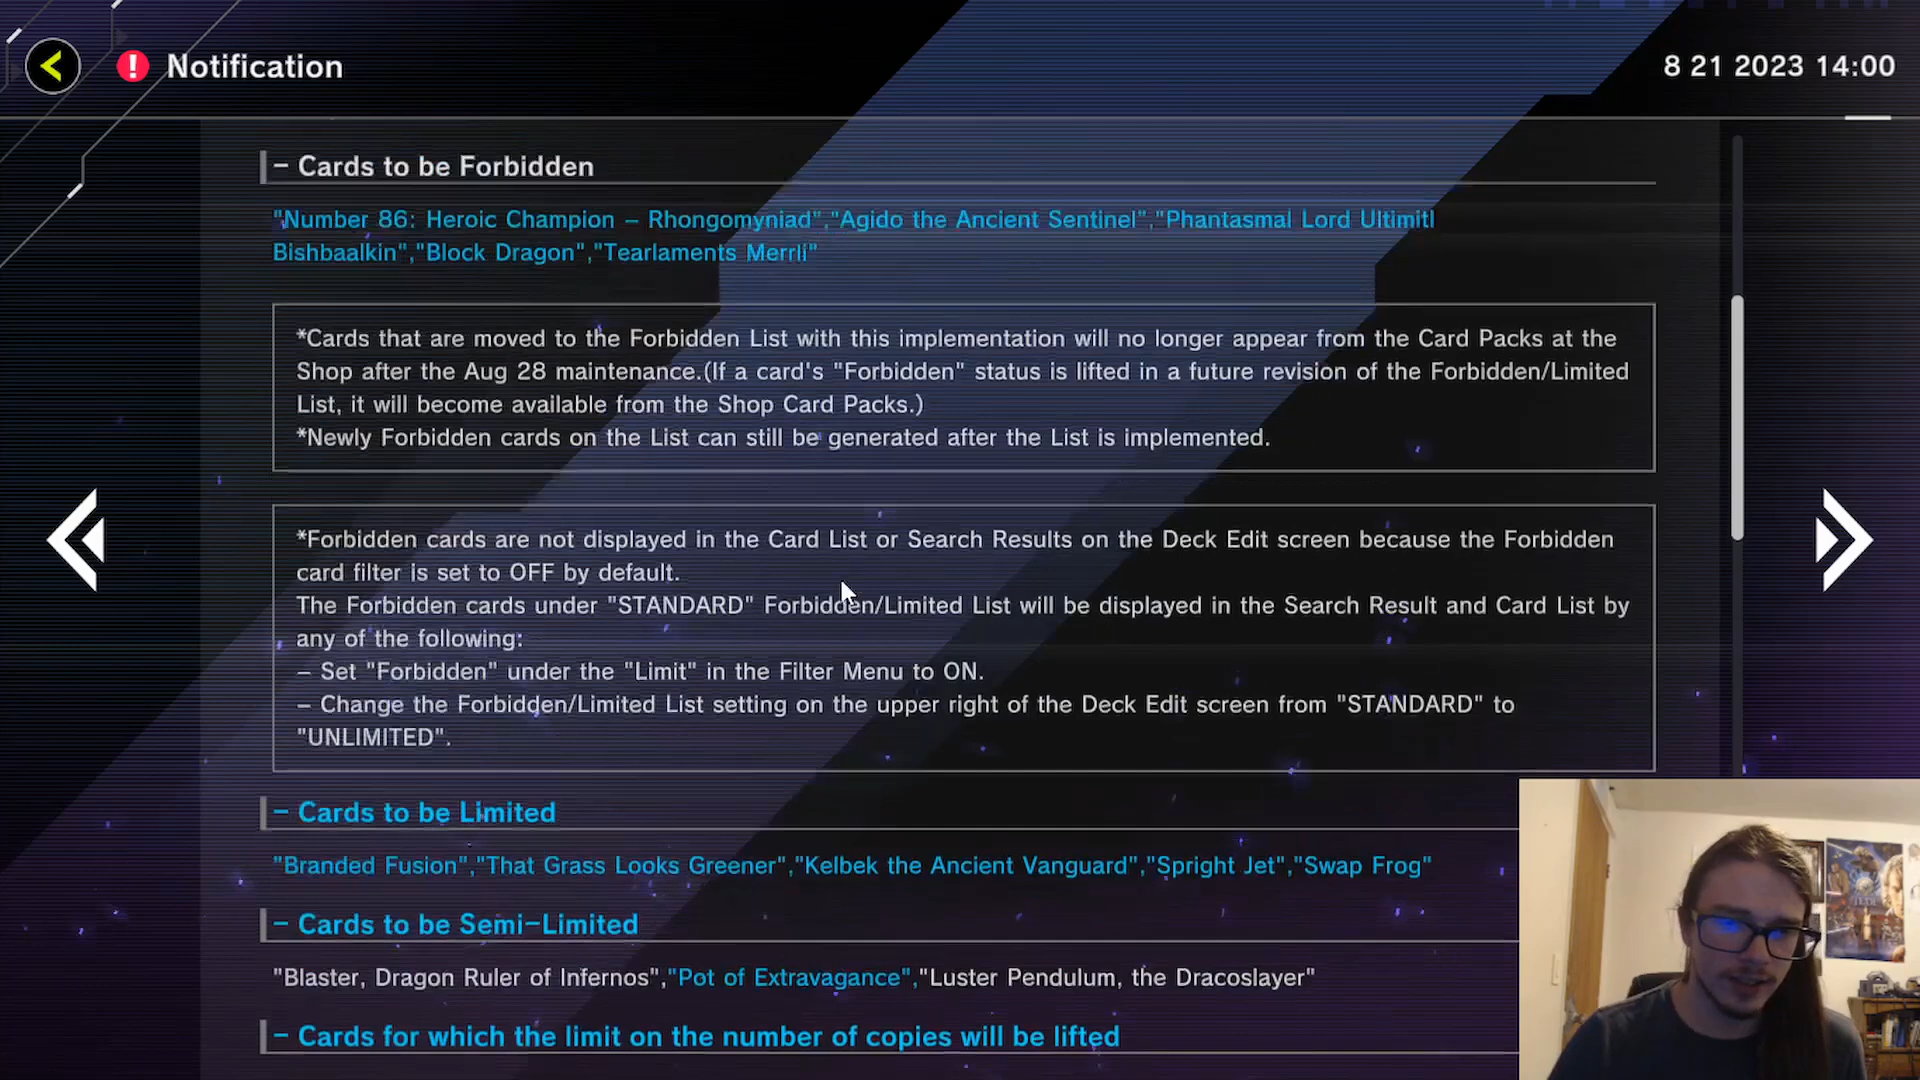 ! Notification
8 21 2023 14:00
– Cards to be Forbidden
"Number 86: Heroic Champion – Rhongomyniad","Agido the Ancient Sentinel","Phantasmal Lord Ultimitl
Bishbaalkin","Block Dragon","Tearlaments Merrli"
*Cards that are moved to the Forbidden List with this implementation will no longer appear from the Card Packs at the
Shop after the Aug 28 maintenance.(If a card's "Forbidden" status is lifted in a future revision of the Forbidden/Limited
List, it will become available from the Shop Card Packs.)
*Newly Forbidden cards on the List can still be generated after the List is implemented.
*Forbidden cards are not displayed in the Card List or Search Results on the Deck Edit screen because the Forbidden
card filter is set to OFF by default.
The Forbidden cards under "STANDARD" Forbidden/Limited List will be displayed in the Search Result and Card List by
any of the following:
– Set "Forbidden" under the "Limit" in the Filter Menu to ON.
– Change the Forbidden/Limited List setting on the upper right of the Deck Edit screen from "STANDARD" to
"UNLIMITED".
– Cards to be Limited
"Branded Fusion","That Grass Looks Greener","Kelbek the Ancient Vanguard","Spright Jet","Swap Frog"
– Cards to be Semi–Limited
"Blaster, Dragon Ruler of Infernos","Pot of Extravagance","Luster Pendulum, the Dracoslayer"
– Cards for which the limit on the number of copies will be lifted